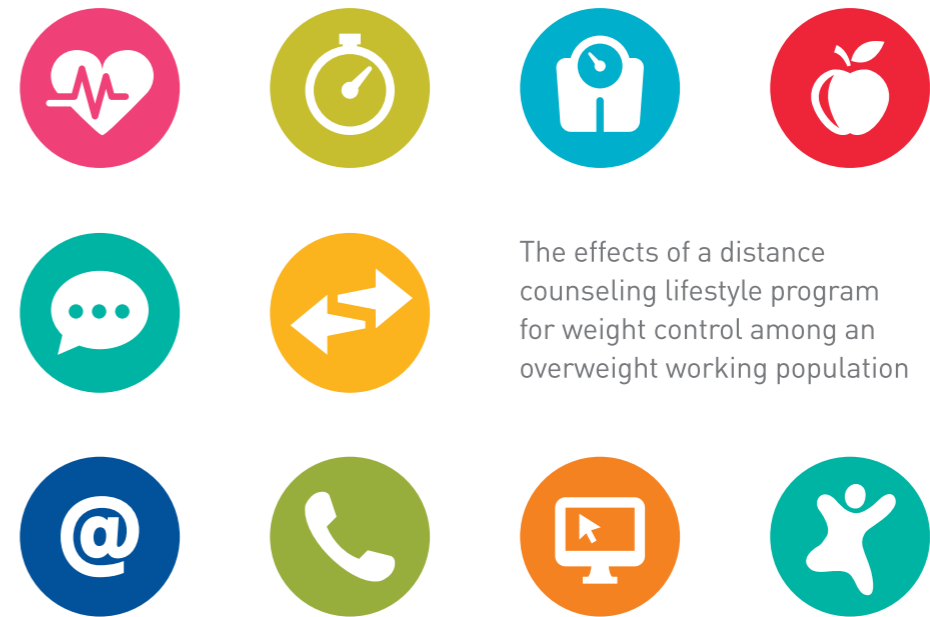 The effects of a distance
counseling lifestyle program
for weight control among an
overweight working population
@